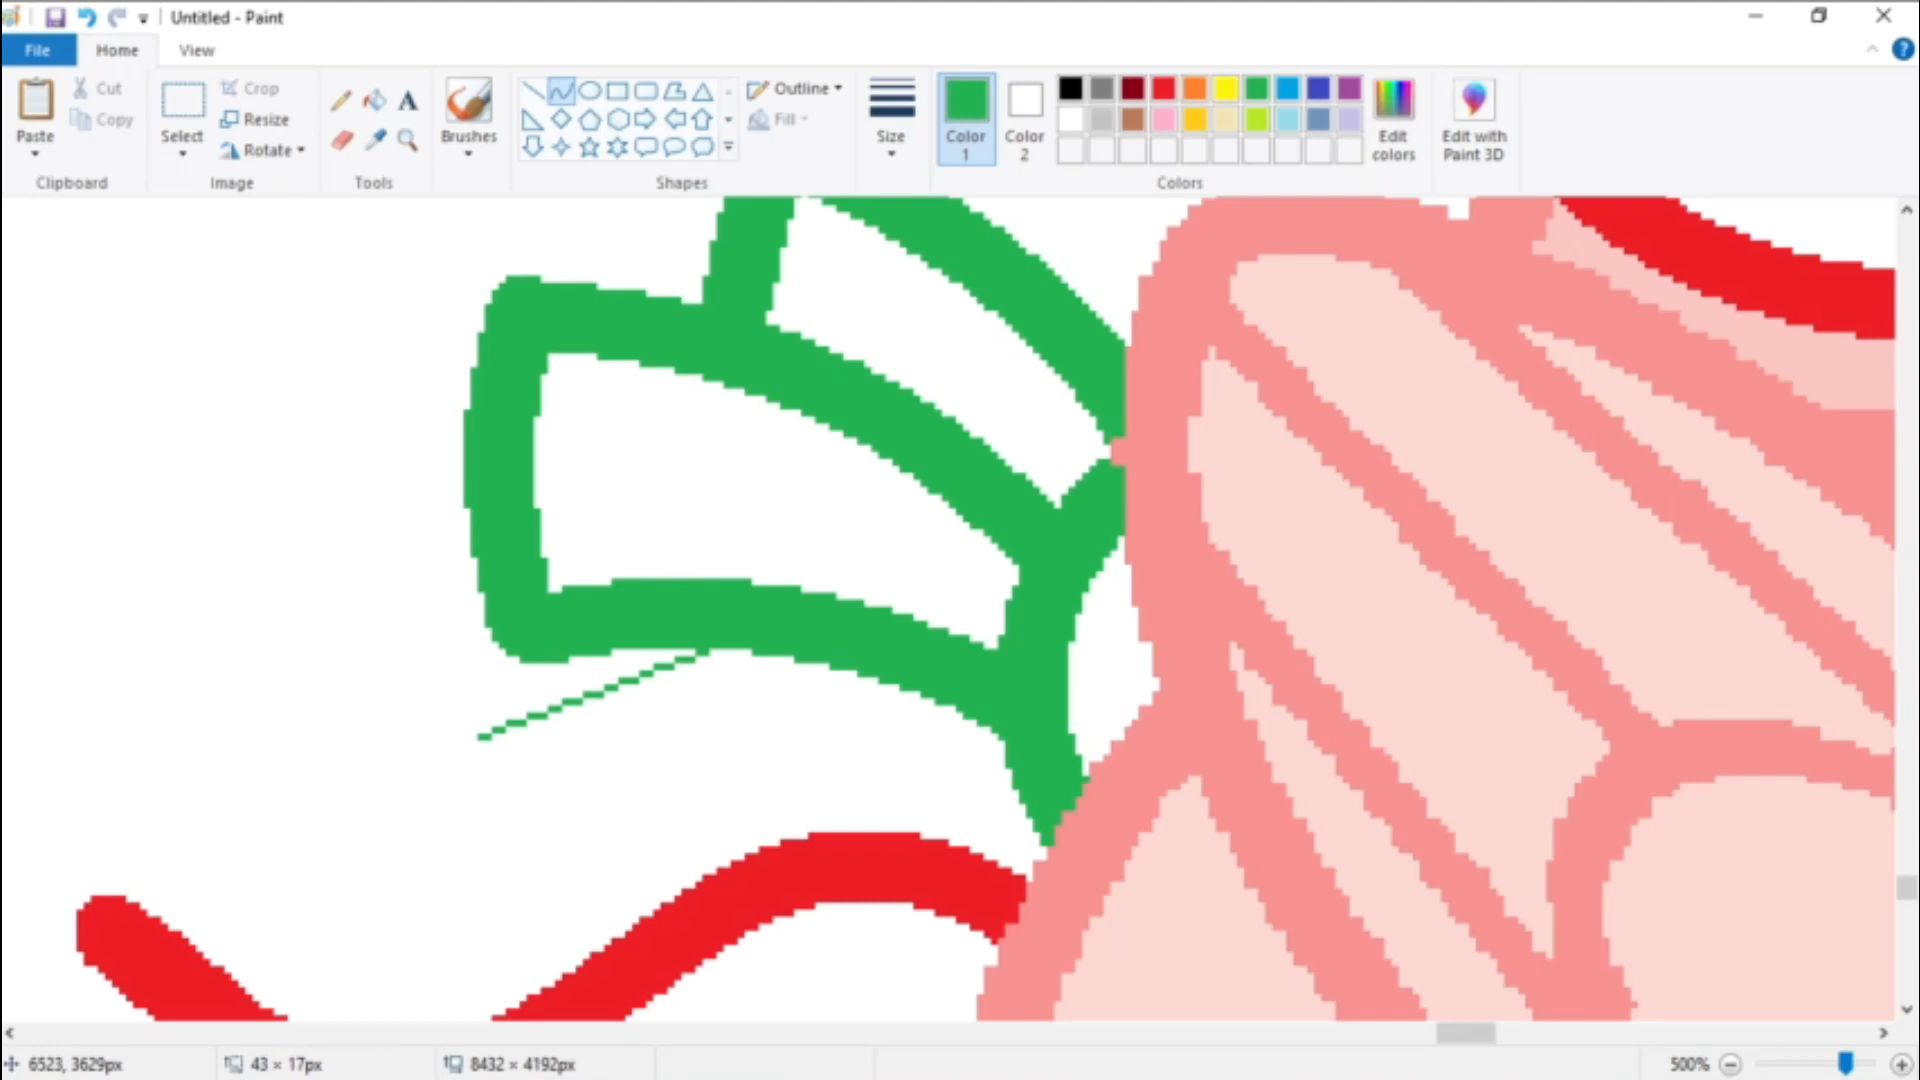 Untitled - Paint
File Home View
Paste
Cut
Copy
Clipboard
Select
Crop
Resize
Rotate
Image
A
Tools
Brushes
Outline
Fill
Shapes
Size
Color 1
Color 2
Colors
Edit colors
Edit with Paint 3D
?
6523, 3629px
43 × 17px
8432 × 4192px
500%